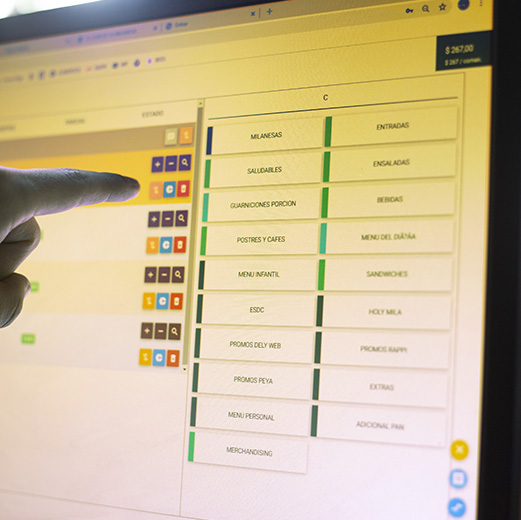 $ 267,00
$ 267 / comen.
ESTADO
C
MILANESAS
ENTRADAS
SALUDABLES
ENSALADAS
GUARNICIONES PORCION
BEBIDAS
POSTRES Y CAFES
MENU DEL DIÃTÂA
MENU INFANTIL
SANDWICHES
ESDC
HOLY MILA
PROMOS DELY WEB
PROMOS RAPPI
PROMOS PEYA
EXTRAS
MENU PERSONAL
ADICIONAL PAN
MERCHANDISING